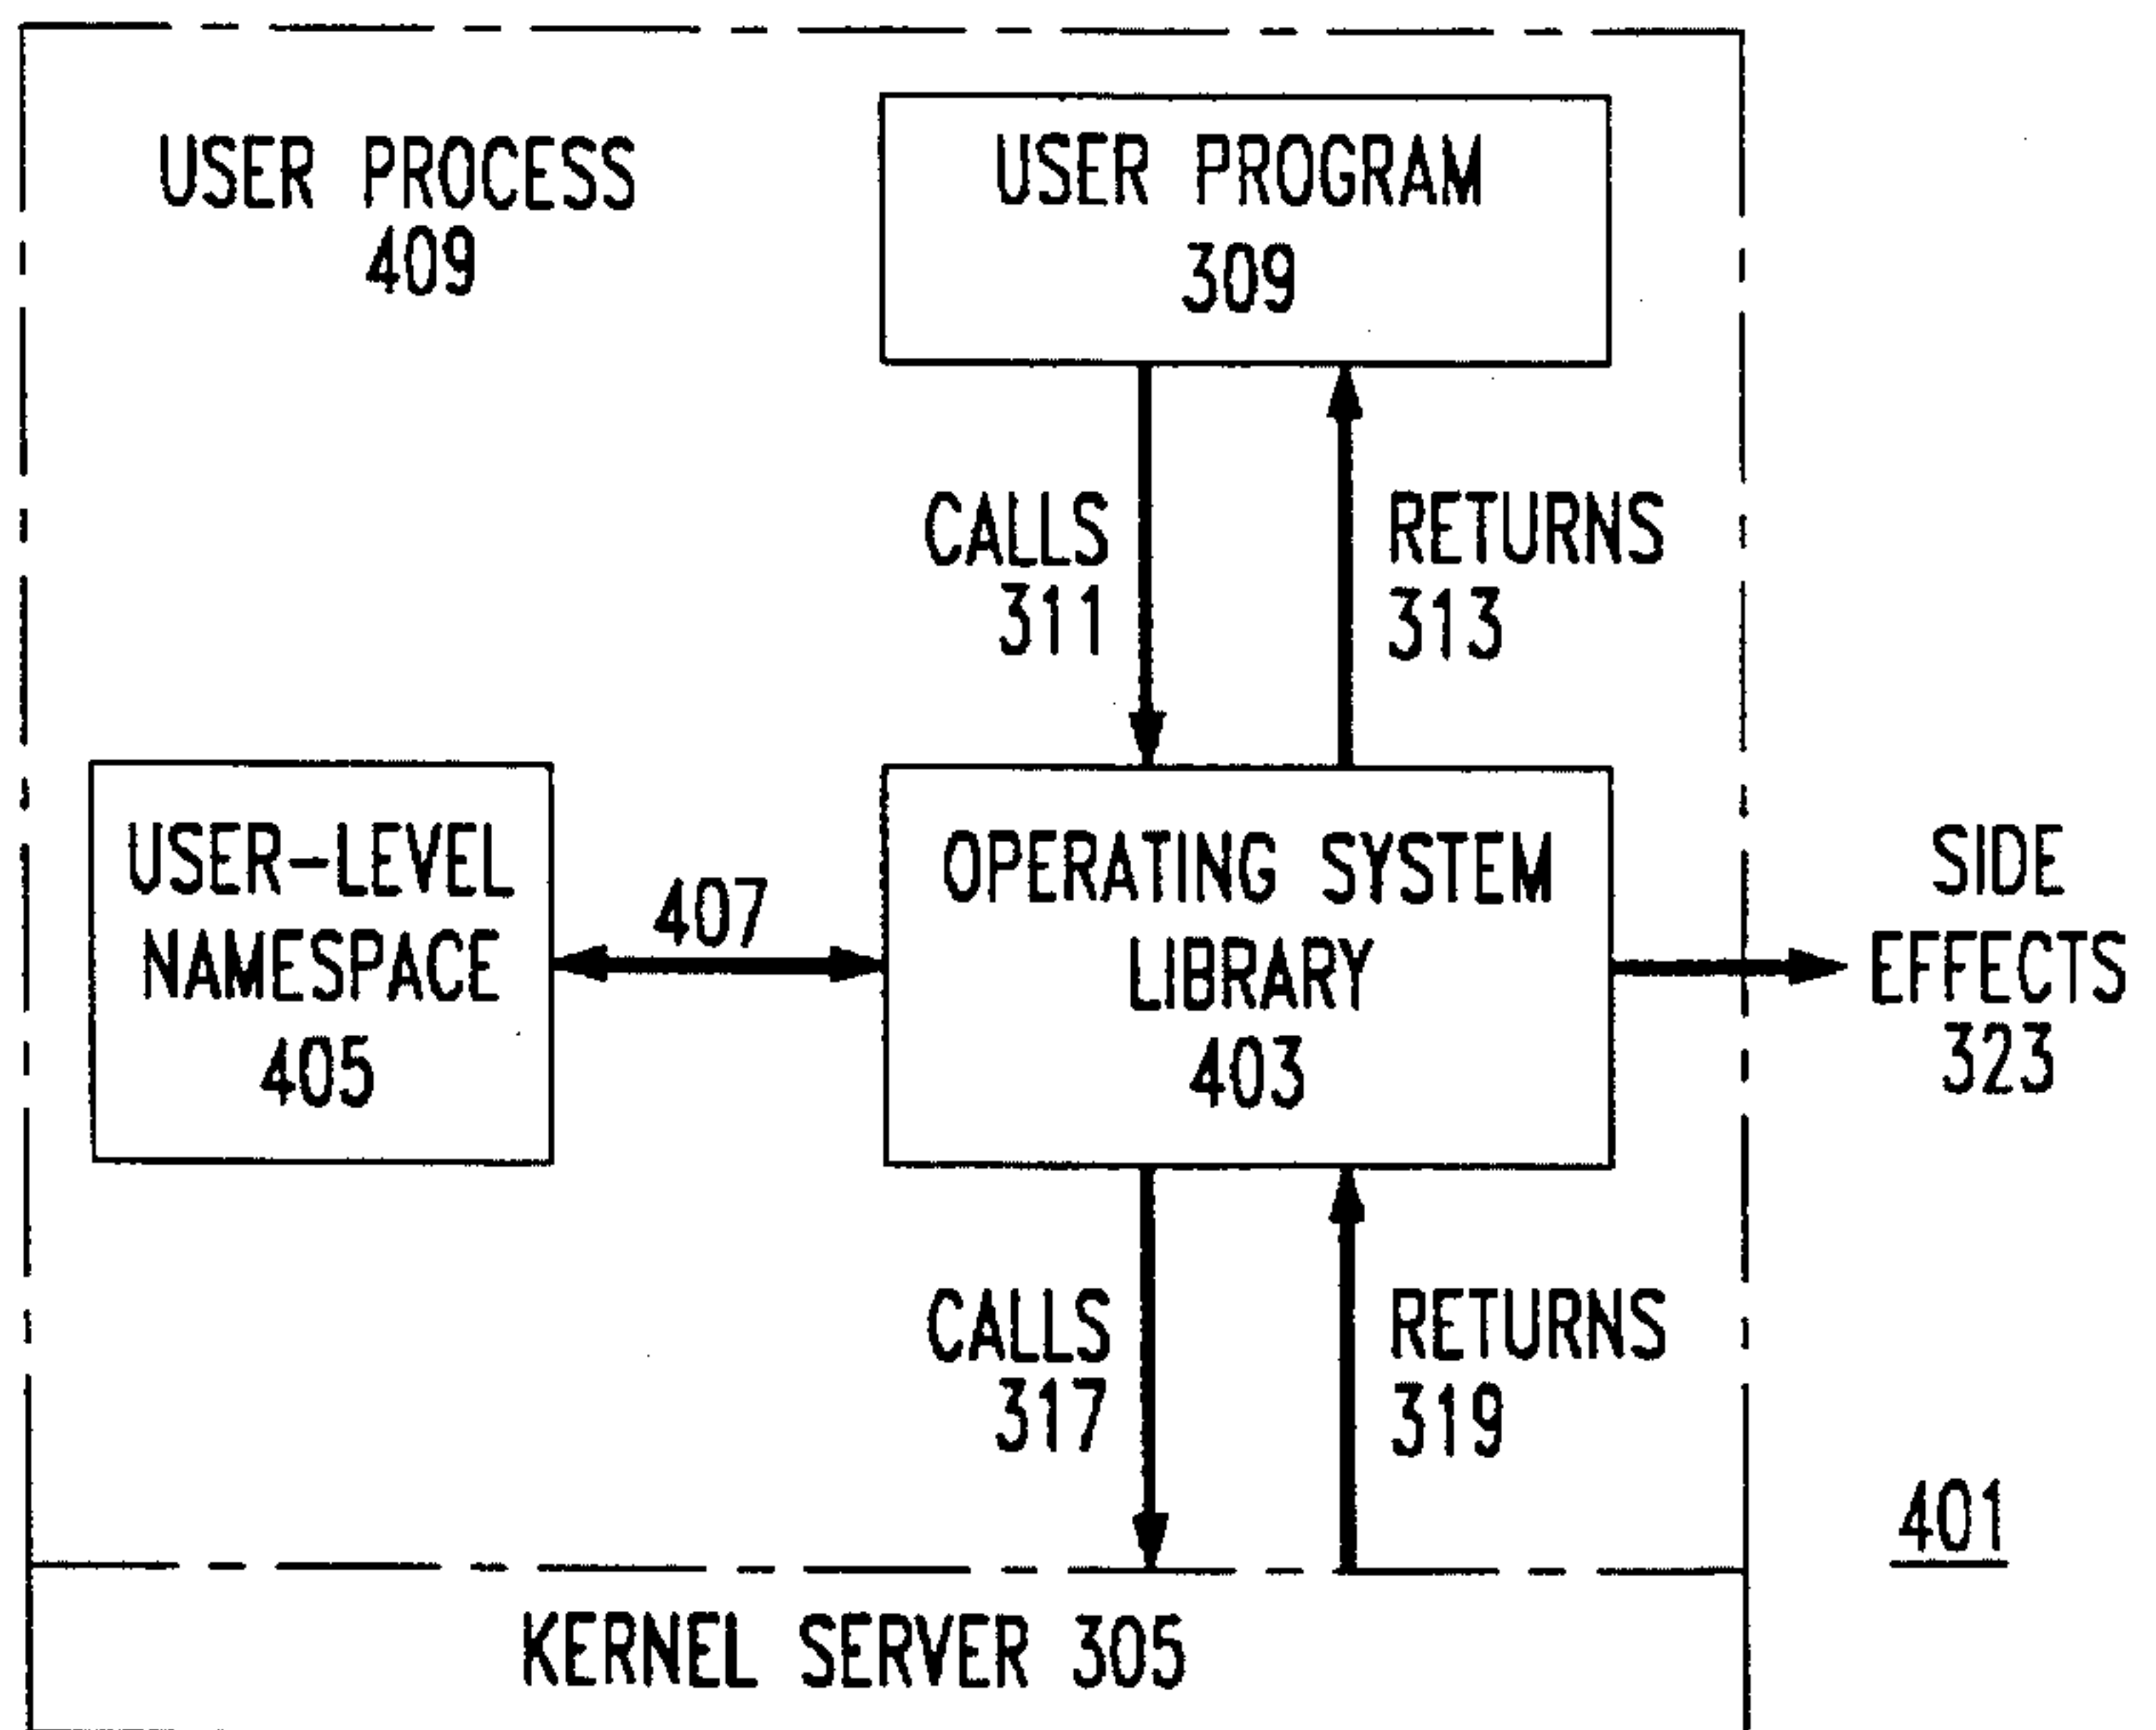 USER PROCESS
409
USER PROGRAM
309
CALLS
311
RETURNS
313
USER-LEVEL
NAMESPACE
405
407
OPERATING SYSTEM
LIBRARY
403
SIDE
EFFECTS
323
CALLS
317
RETURNS
319
401
KERNEL SERVER 305